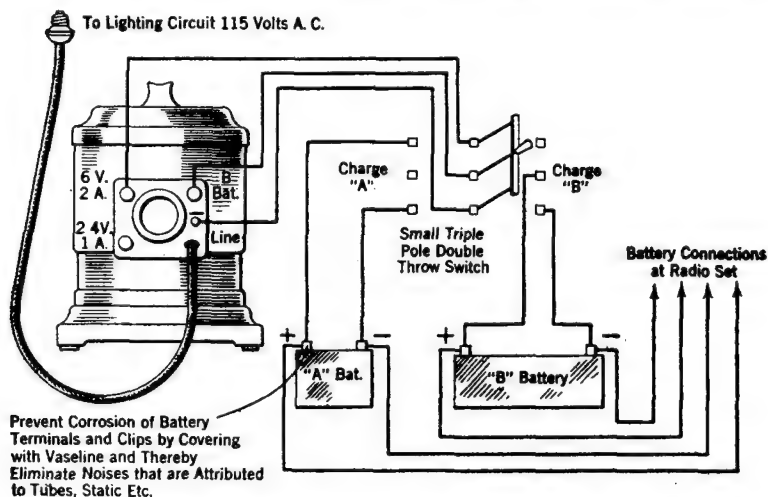 To Lighting Circuit 115 Volts A. C.
6 V.
2 A.
B
Bat.
2 4V.
1 A.
–
Line
Charge
"A"
Charge
"B"
Small Triple
Pole Double
Throw Switch
Battery Connections
at Radio Set
+
–
+
–
"A" Bat.
"B" Battery
Prevent Corrosion of Battery
Terminals and Clips by Covering
with Vaseline and Thereby
Eliminate Noises that are Attributed
to Tubes, Static Etc.